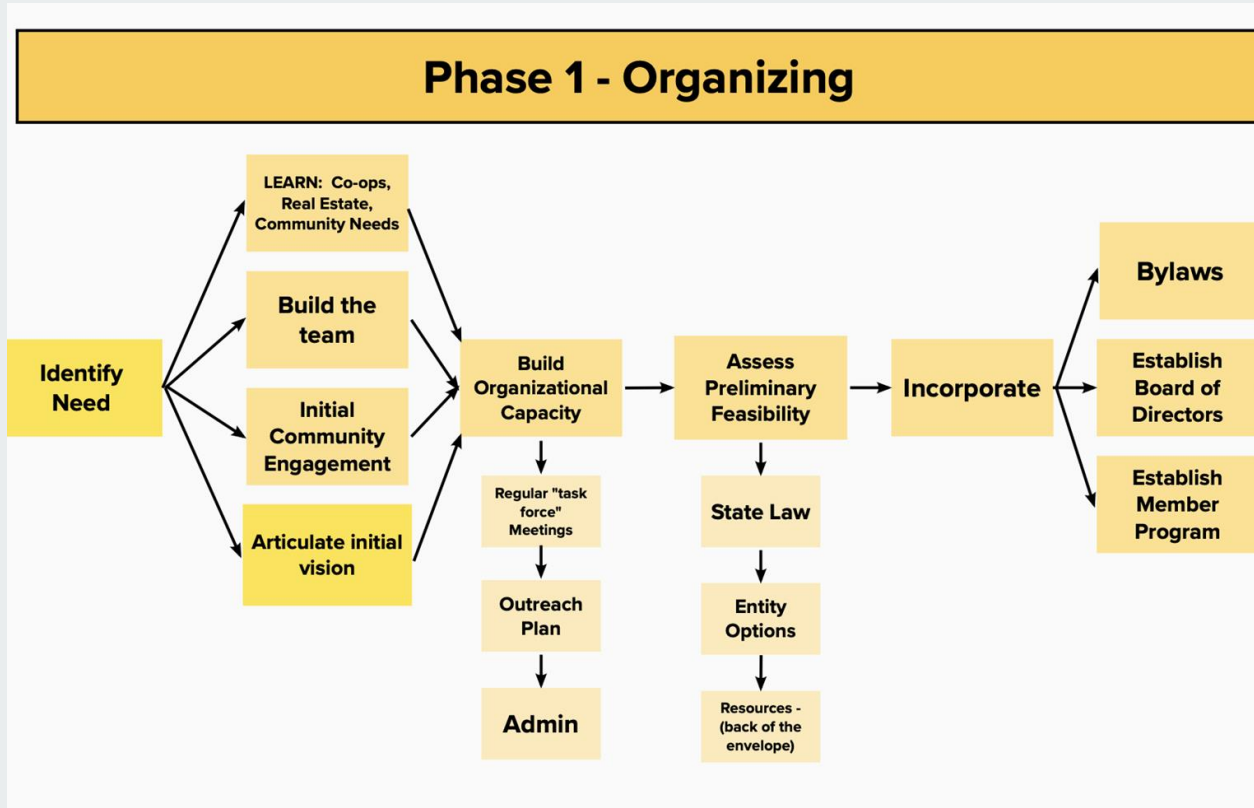 Phase 1 - Organizing
Identify
Need
LEARN:  Co-ops,
Real Estate,
Community Needs
Build the
team
Initial
Community
Engagement
Articulate initial
vision
Build
Organizational
Capacity
Regular "task
force"
Meetings
Outreach
Plan
Admin
Assess
Preliminary
Feasibility
State Law
Entity
Options
Resources -
(back of the
envelope)
Incorporate
Bylaws
Establish
Board of
Directors
Establish
Member
Program